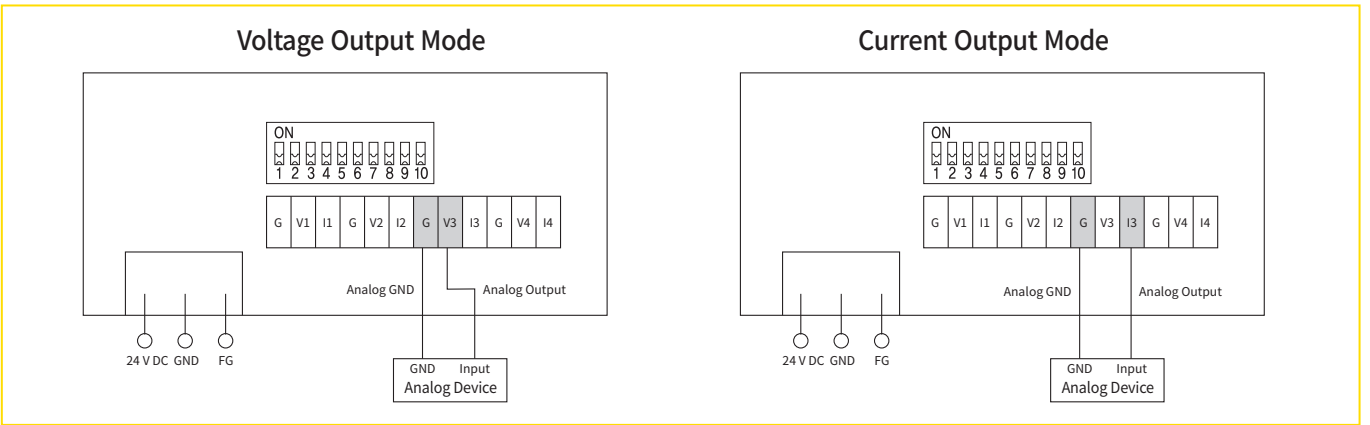 Voltage Output Mode
ON
1 2 3 4 5 6 7 8 9 10
G V1 I1 G V2 I2 G V3 I3 G V4 I4
Analog GND
Analog Output
24 V DC GND FG
GND Input
Analog Device
Current Output Mode
ON
1 2 3 4 5 6 7 8 9 10
G V1 I1 G V2 I2 G V3 I3 G V4 I4
Analog GND
Analog Output
24 V DC GND FG
GND Input
Analog Device